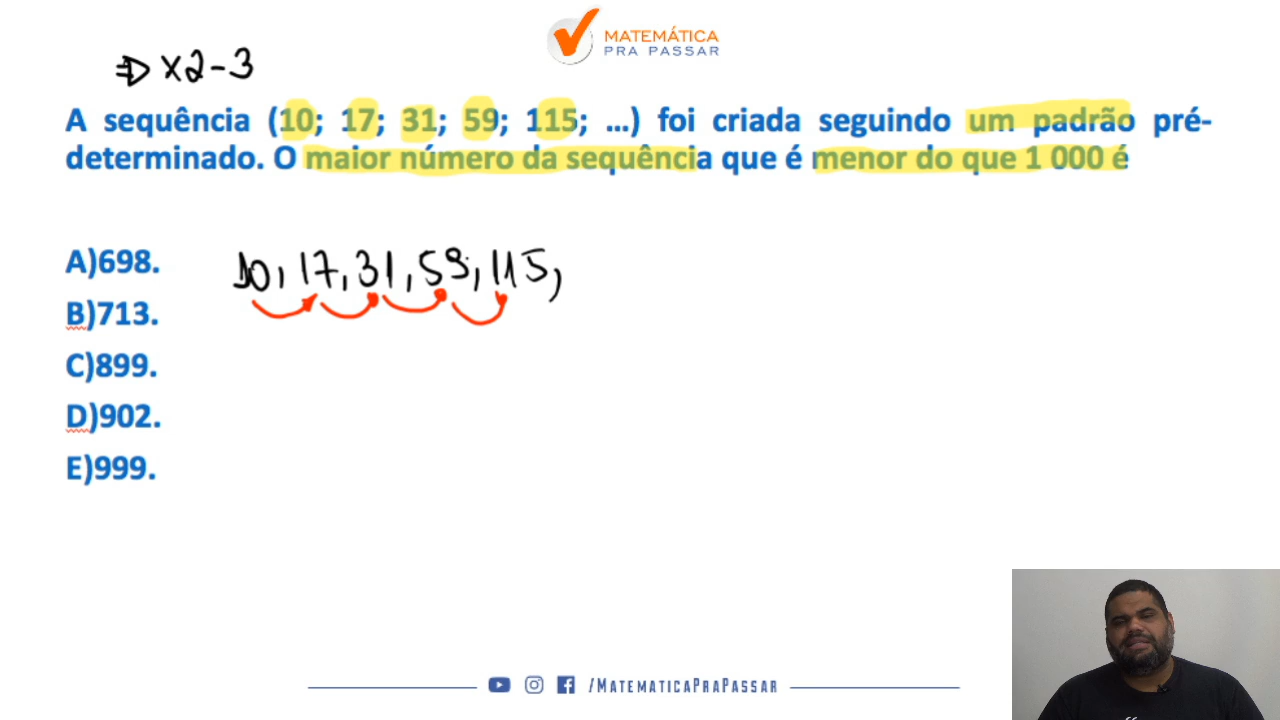 MATEMÁTICA
PRA PASSAR
⇒ x2-3
A sequência (10; 17; 31; 59; 115; ...) foi criada seguindo um padrão pré-
determinado. O maior número da sequência que é menor do que 1 000 é
A)698.
10, 17, 31, 59, 115,
B)713.
C)899.
D)902.
E)999.
/MATEMATICAPRAPASSAR